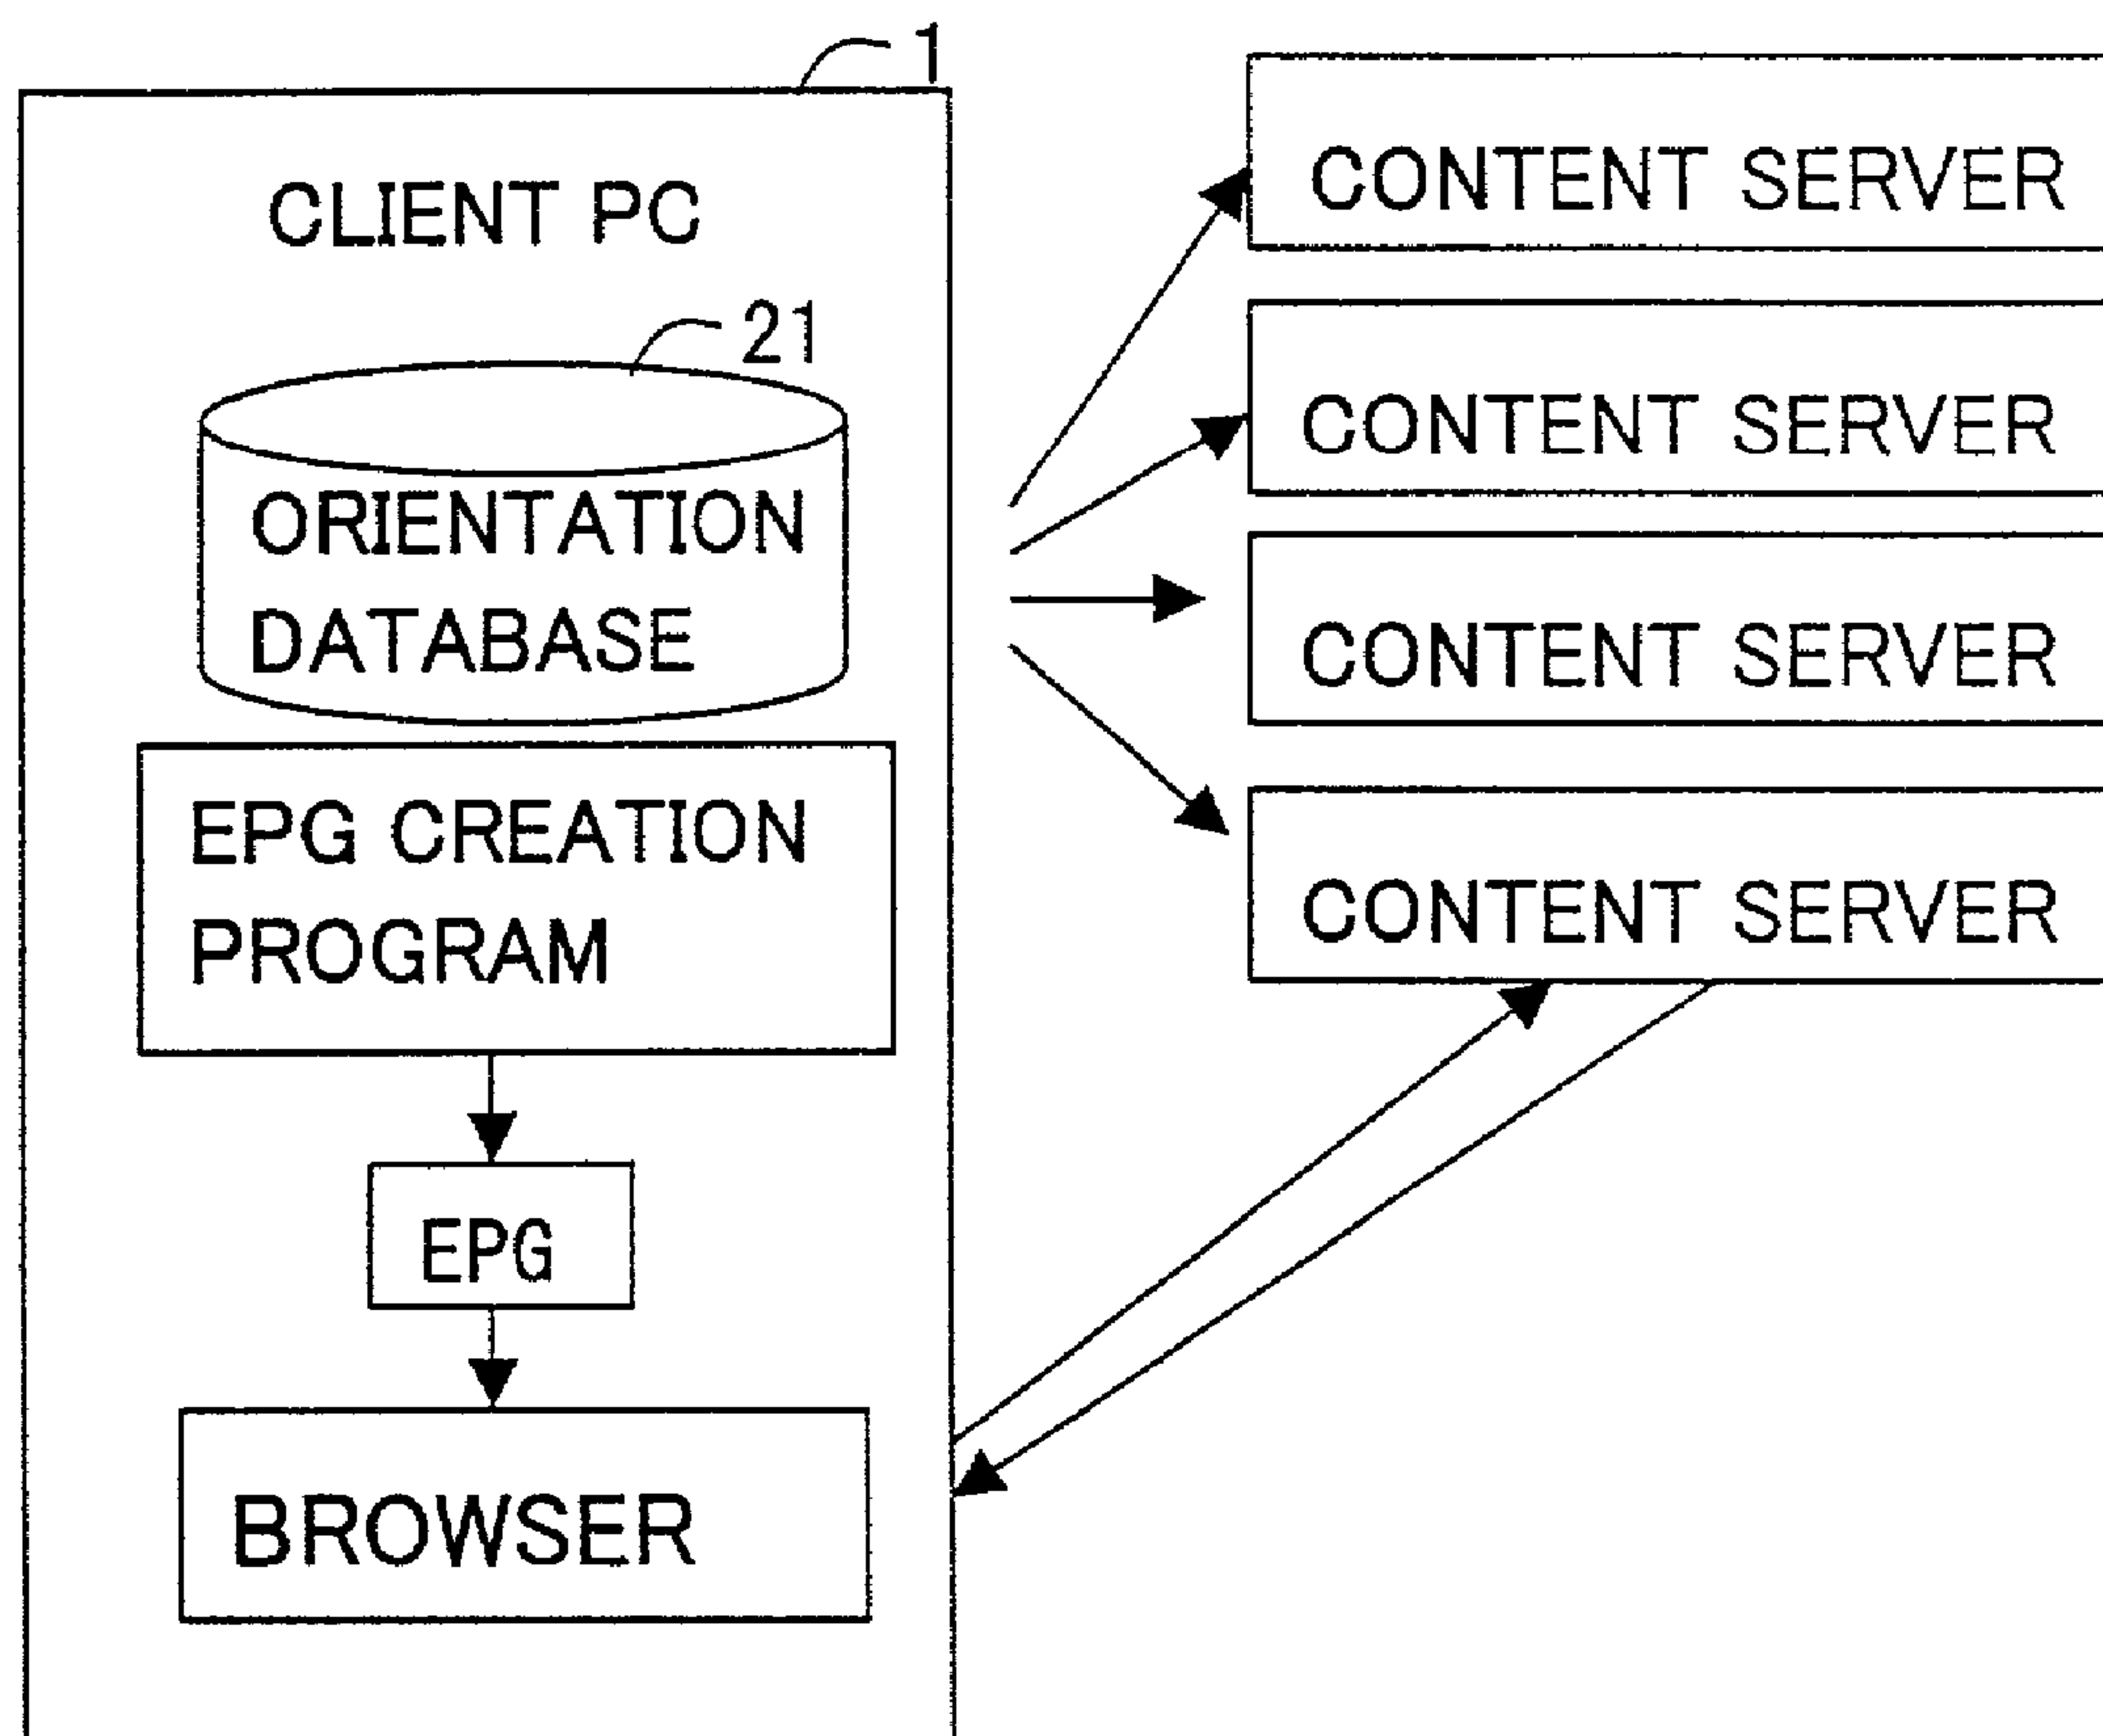 1
CLIENT PC
21
ORIENTATION
DATABASE
EPG CREATION
PROGRAM
EPG
BROWSER
CONTENT SERVER
CONTENT SERVER
CONTENT SERVER
CONTENT SERVER